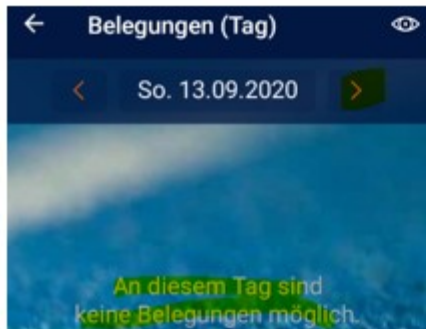 Belegungen (Tag)
So. 13.09.2020
An diesem Tag sind
keine Belegungen möglich.